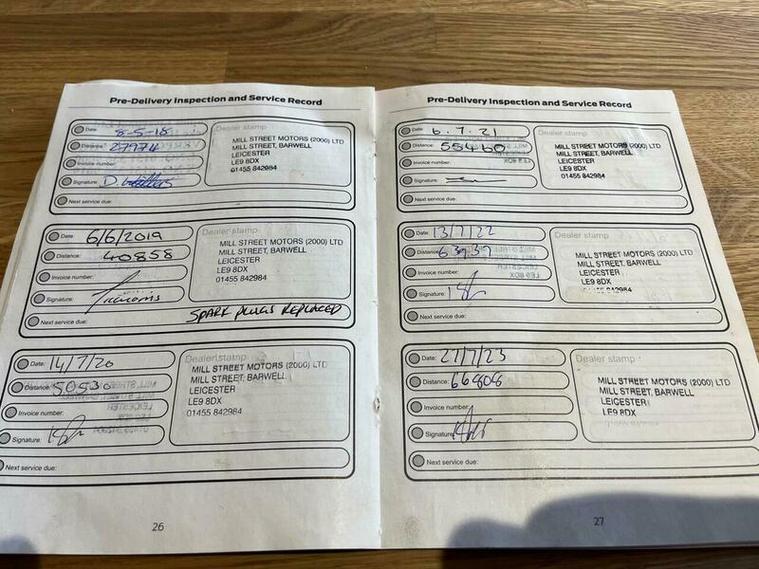 Pre-Delivery Inspection and Service Record
Date: 8-5-18
Distance: 27974
Invoice number:
Signature:
Next service due:
Dealer stamp
MILL STREET MOTORS (2000) LTD
MILL STREET, BARWELL
LEICESTER
LE9 8DX
01455 842984
Date: 6/6/2019
Distance: 40858
Invoice number:
Signature:
Next service due: SPARK PLUGS REPLACED
Dealer stamp
MILL STREET MOTORS (2000) LTD
MILL STREET, BARWELL
LEICESTER
LE9 8DX
01455 842984
Date: 14/7/20
Distance: 50530
Invoice number:
Signature:
Next service due:
Dealer stamp
MILL STREET MOTORS (2000) LTD
MILL STREET, BARWELL
LEICESTER
LE9 8DX
01455 842984
26
Pre-Delivery Inspection and Service Record
Date: 6.7.21
Distance: 55460
Invoice number:
Signature:
Next service due:
Dealer stamp
MILL STREET MOTORS (2000) LTD
MILL STREET, BARWELL
LEICESTER
LE9 8DX
01455 842984
Date: 13/7/22
Distance: 63939
Invoice number:
Signature:
Next service due:
Dealer stamp
MILL STREET MOTORS (2000) LTD
MILL STREET, BARWELL
LEICESTER
LE9 8DX
Date: 21/7/23
Distance: 66808
Invoice number:
Signature:
Next service due:
Dealer stamp
MILL STREET MOTORS (2000) LTD
MILL STREET, BARWELL
LEICESTER
LE9 8DX
27